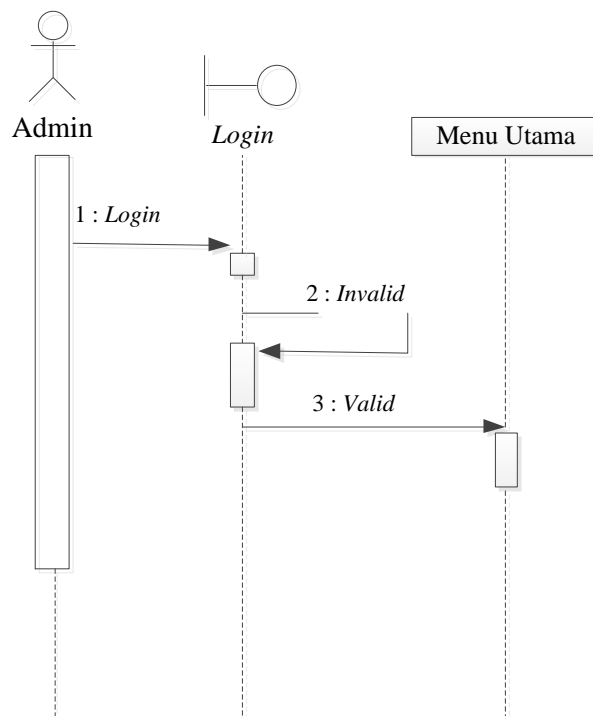 Admin
Login
Menu Utama
1 : Login
2 : Invalid
3 : Valid